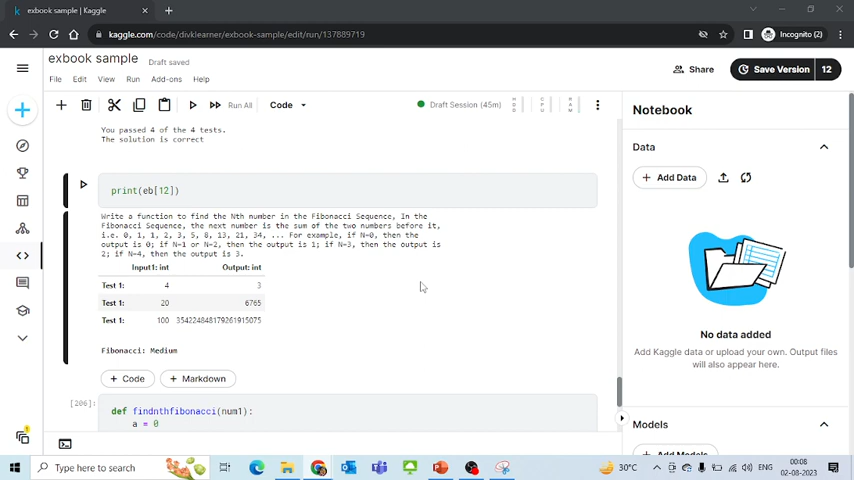 exbook sample | Kaggle
kaggle.com/code/divklearner/exbook-sample/edit/run/137889719
Incognito (2)
exbook sample
Draft saved
File Edit View Run Add-ons Help
Share
Save Version 12
Run All
Code
Draft Session (45m)
HDD
CPU
RAM
You passed 4 of the 4 tests.
The solution is correct
print(eb[12])
Write a function to find the Nth number in the Fibonacci Sequence, In the
Fibonacci Sequence, the next number is the sum of the two numbers before it,
i.e. 0, 1, 1, 2, 3, 5, 8, 13, 21, 34, ... For example, if N=0, then the
output is 0; if N=1 or N=2, then the output is 1; if N=3, then the output is
2; if N=4, then the output is 3.
Input1: int Output: int
Test 1: 4 3
Test 1: 20 6765
Test 1: 100 354224848179261915075
Fibonacci: Medium
+ Code
+ Markdown
[206]:
def findnthfibonacci(num1):
a = 0
Notebook
Data
+ Add Data
No data added
Add Kaggle data or upload your own. Output files
will also appear here.
Models
+ Add Models
Type here to search
30°C
ENG
00:08
02-08-2023